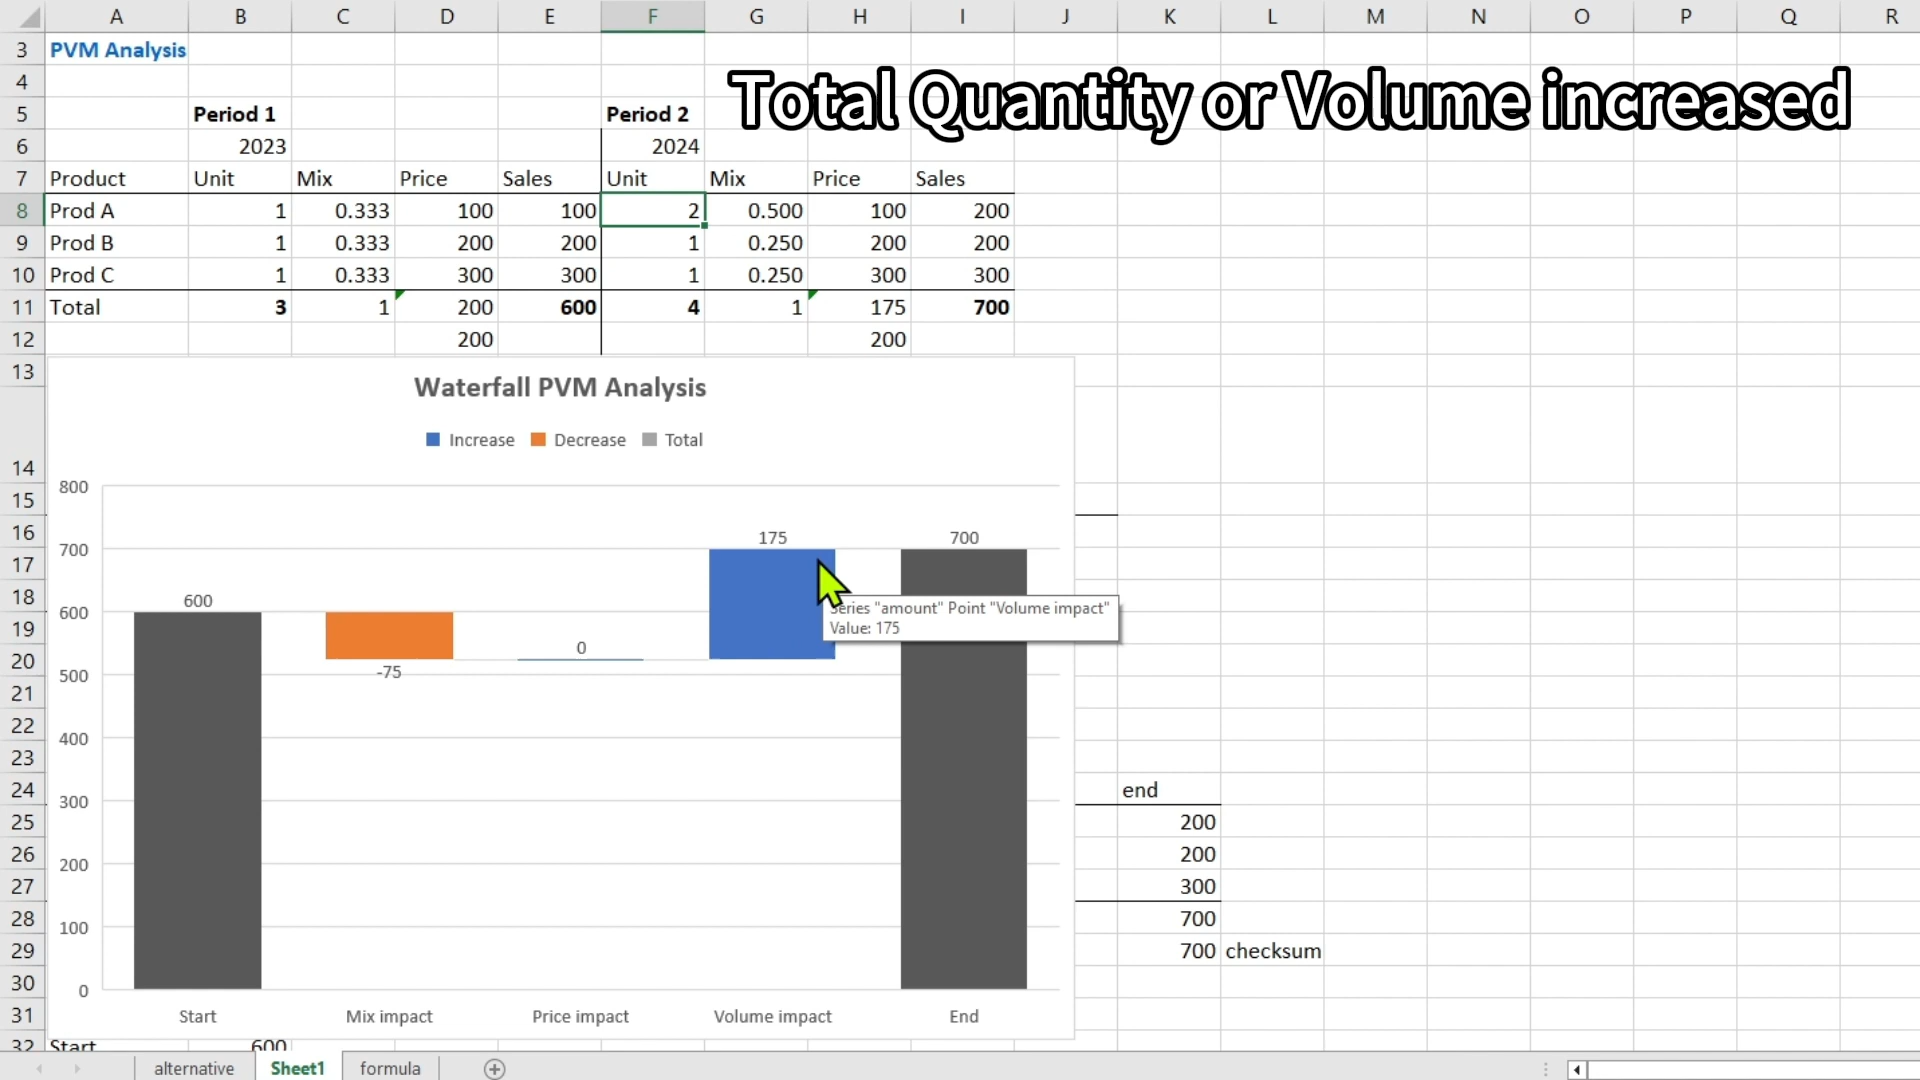 A B C D E F G H I J K L M N O P Q R
3 PVM Analysis
4
Total Quantity or Volume increased
5 Period 1 Period 2
6 2023 2024
7 Product Unit Mix Price Sales Unit Mix Price Sales
8 Prod A 1 0.333 100 100 2 0.500 100 200
9 Prod B 1 0.333 200 200 1 0.250 200 200
10 Prod C 1 0.333 300 300 1 0.250 300 300
11 Total 3 1 200 600 4 1 175 700
12 200 200
13
Waterfall PVM Analysis
Increase Decrease Total
14
800
15
16
175 700
700
17
600
18
600
Series "amount" Point "Volume impact"
19
Value: 175
0
20
-75
500
21
22
400
23
24 end
300
25 200
26 200
200
27 300
28 700
100
29 700 checksum
30
0
31
Start Mix impact Price impact Volume impact End
32 Start 600
alternative Sheet1 formula